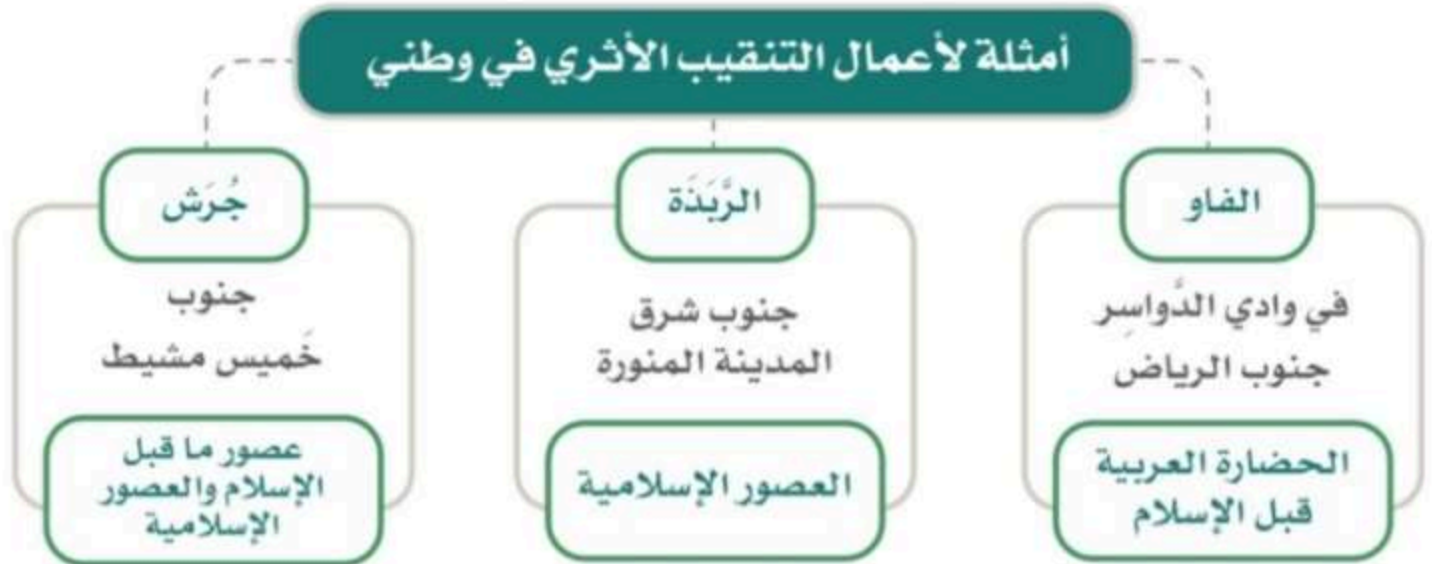 أمثلة لأعمال التنقيب الأثري في وطني
الفاو
في وادي الدَّواسِر
جنوب الرياض
الحضارة العربية
قبل الإسلام
الرَّبَذَة
جنوب شرق
المدينة المنورة
العصور الإسلامية
جُرَش
جنوب
خَميس مشيط
عصور ما قبل
الإسلام والعصور
الإسلامية